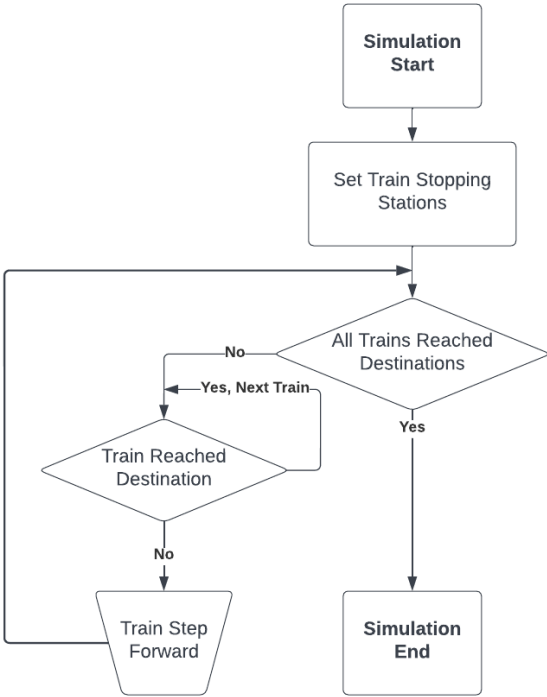 Simulation
Start
Set Train Stopping
Stations
All Trains Reached
Destinations
No
Yes, Next Train
Yes
Train Reached
Destination
No
Train Step
Forward
Simulation
End